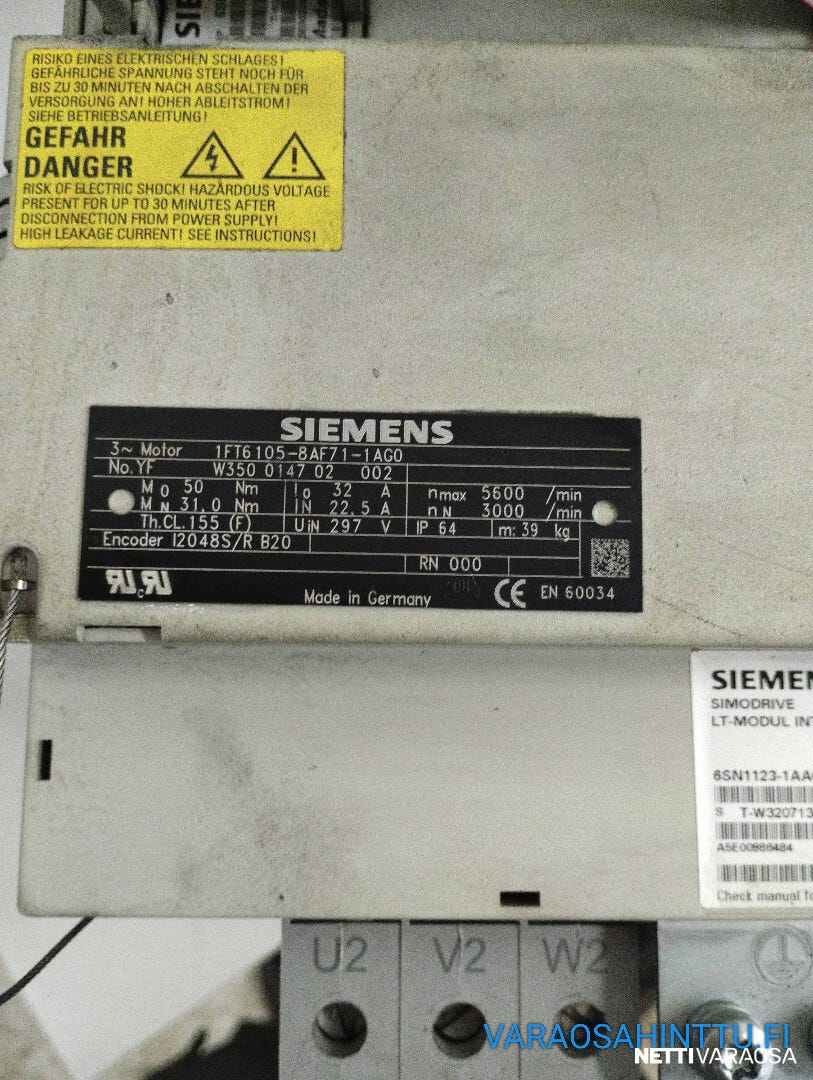 SIE
RISIKO EINES ELEKTRISCHEN SCHLAGES!
GEFÄHRLICHE SPANNUNG STEHT NOCH FÜR
BIS ZU 30 MINUTEN NACH ABSCHALTEN DER
VERSORGUNG AN! HOHER ABLEITSTROM!
SIEHE BETRIEBSANLEITUNG!
GEFAHR
DANGER
RISK OF ELECTRIC SHOCK! HAZARDOUS VOLTAGE
PRESENT FOR UP TO 30 MINUTES AFTER
DISCONNECTION FROM POWER SUPPLY!
HIGH LEAKAGE CURRENT! SEE INSTRUCTIONS!
SIEMENS
3~ Motor 1FT6105-8AF71-1AG0
No. YF W350 0147 02 002
M0 50 Nm I0 32 A nmax 5600 /min
MN 31,0 Nm IN 22,5 A nN 3000 /min
Th.CL.155 (F) UIN 297 V IP 64 m: 39 kg
Encoder I2048S/R B20
RN 000
Made in Germany CE EN 60034
SIEMEN
SIMODRIVE
LT-MODUL INT
6SN1123-1AA
S T-W320713
A5E00986484
Check manual fo
U2 V2 W2
VARAOSAHINTTU.FI
NETTIVARAOSA